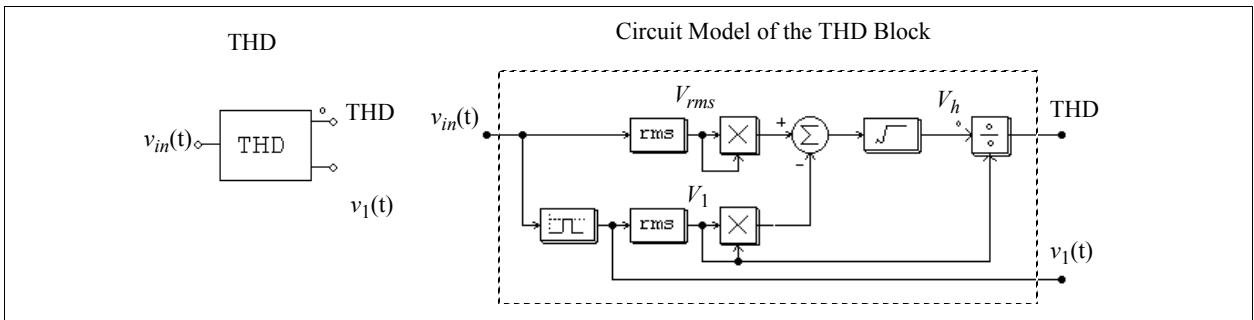 THD
THD
v_in(t)
THD
v_1(t)
Circuit Model of the THD Block
V_rms
V_h
THD
v_in(t)
rms
×
+
Σ
√
÷
-
V_1
rms
×
v_1(t)